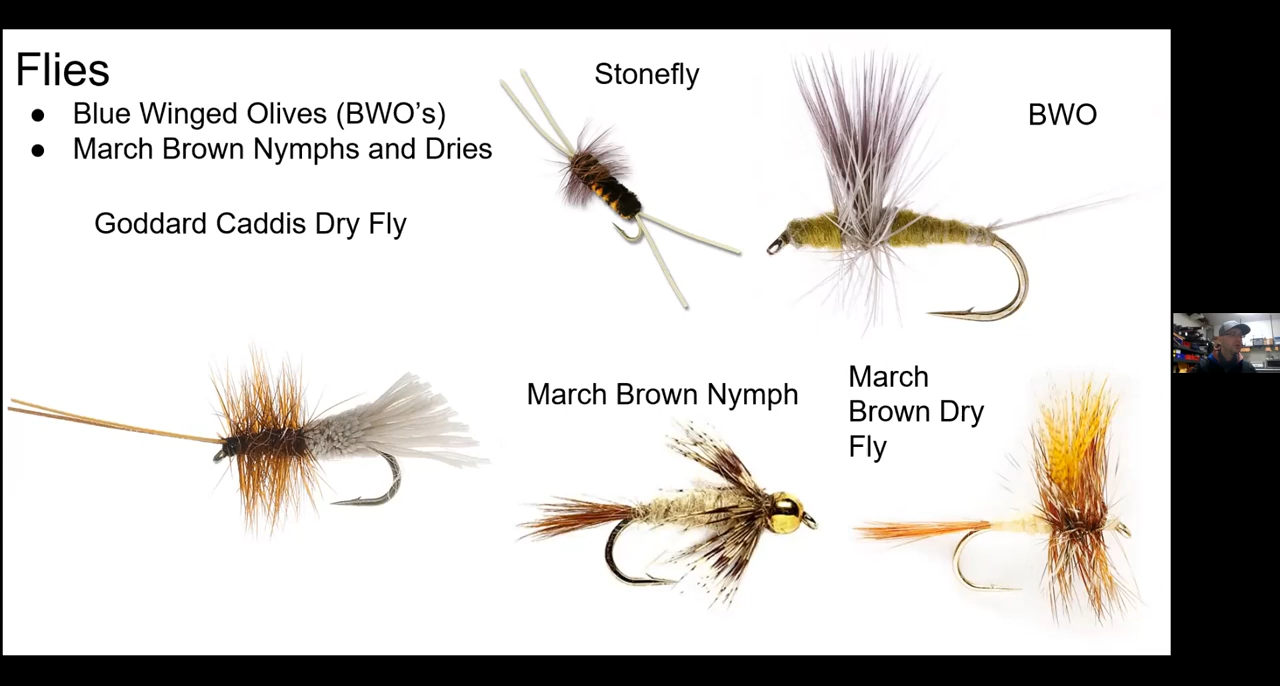 Flies
● Blue Winged Olives (BWO’s)
● March Brown Nymphs and Dries
Goddard Caddis Dry Fly
Stonefly
BWO
March Brown Nymph
March
Brown Dry
Fly